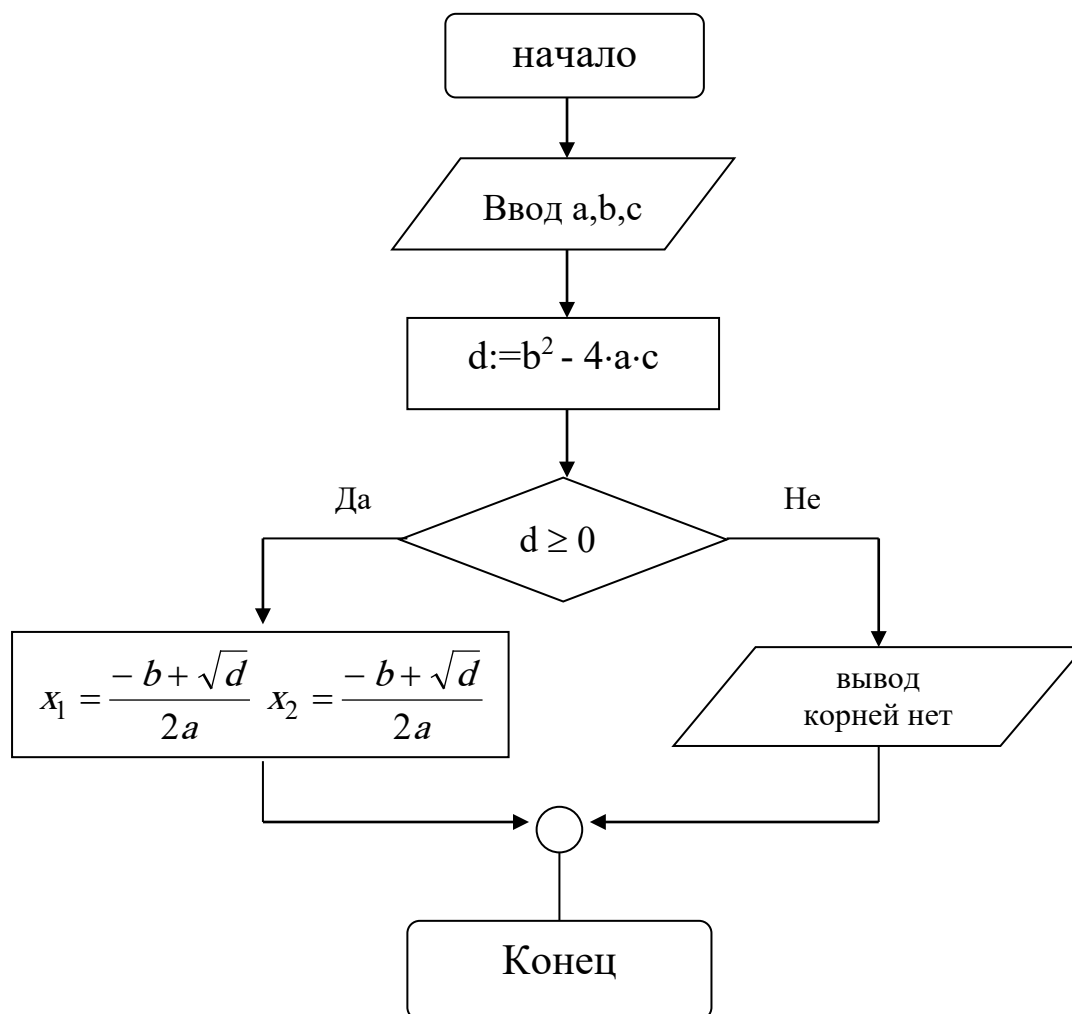 начало
Ввод a,b,c
d:=b² - 4·a·c
Да
Не
d ≥ 0
x₁ = (-b + √d)/2a x₂ = (-b + √d)/2a
вывод
корней нет
Конец